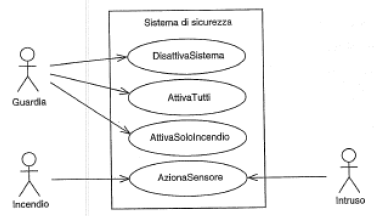 Sistema di sicurezza
DisattivaSistema
AttivaTutti
Guardia
AttivaSoloIncendio
AzionaSensore
Incendio
Intruso